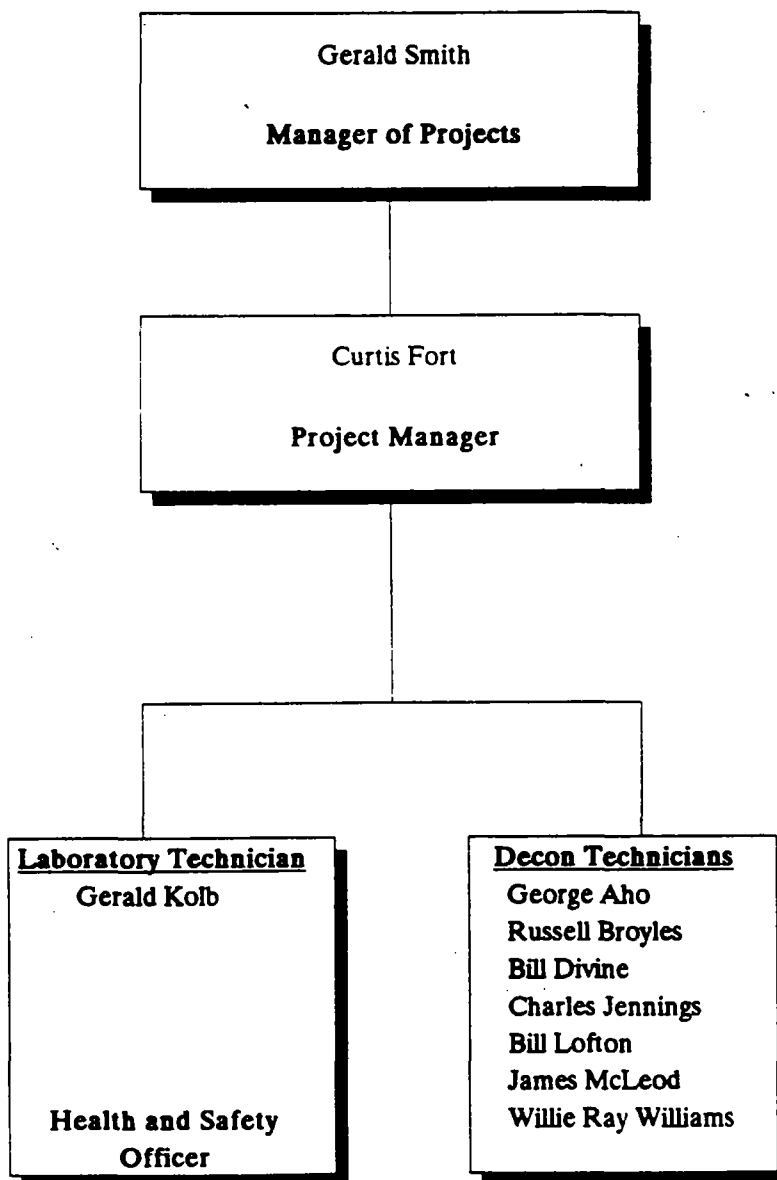 Gerald Smith
Manager of Projects
Curtis Fort
Project Manager
Laboratory Technician
Gerald Kolb
Health and Safety
Officer
Decon Technicians
George Aho
Russell Broyles
Bill Divine
Charles Jennings
Bill Lofton
James McLeod
Willie Ray Williams